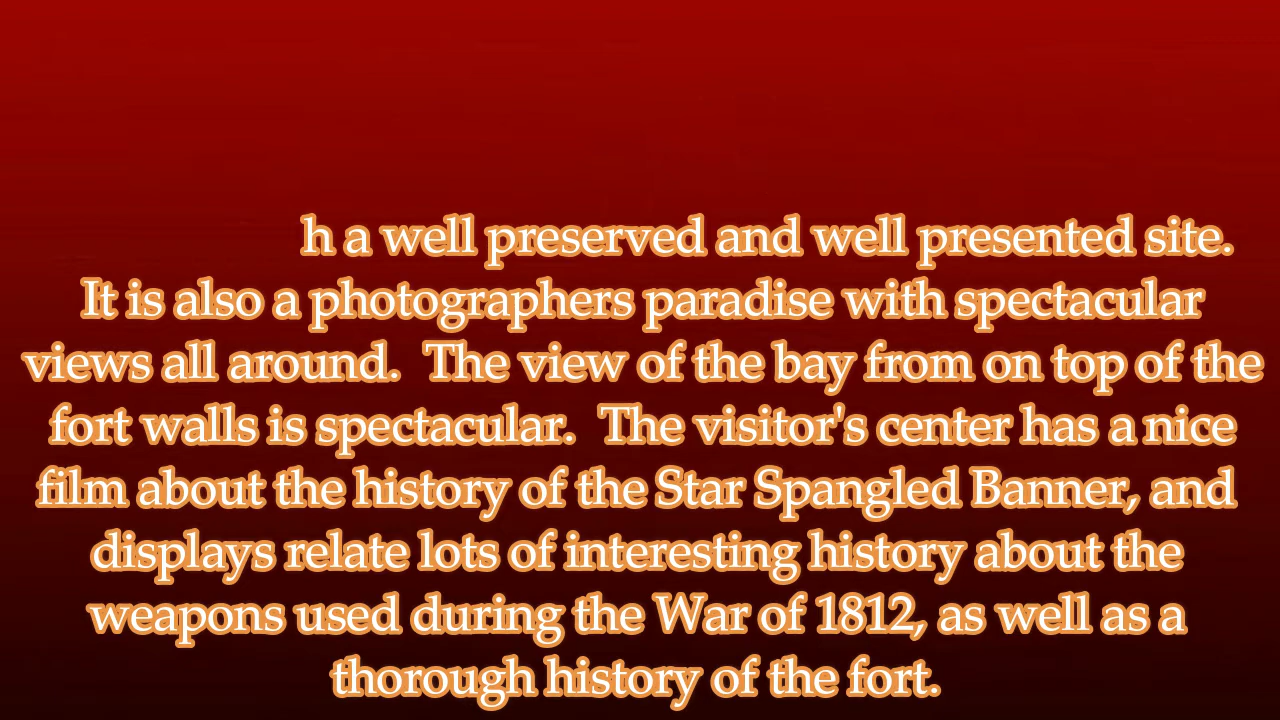 h a well preserved and well presented site.
It is also a photographers paradise with spectacular
views all around.  The view of the bay from on top of the
fort walls is spectacular.  The visitor's center has a nice
film about the history of the Star Spangled Banner, and
displays relate lots of interesting history about the
weapons used during the War of 1812, as well as a
thorough history of the fort.